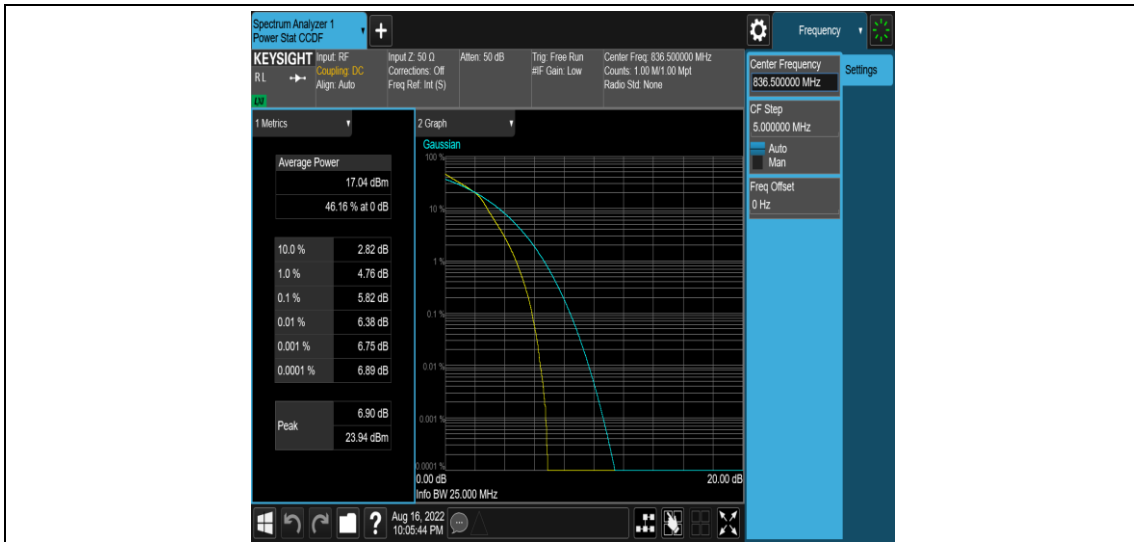 Spectrum Analyzer 1
Power Stat CCDF
Frequency
KEYSIGHT
RL
Input: RF
Coupling: DC
Align: Auto
Input Z: 50 Ω
Corrections: Off
Freq Ref: Int (S)
Atten: 50 dB
Trig: Free Run
#IF Gain: Low
Center Freq: 836.500000 MHz
Counts: 1.00 M/1.00 Mpt
Radio Std: None
Center Frequency
836.500000 MHz
Settings
CF Step
5.000000 MHz
Auto
Man
Freq Offset
0 Hz
1 Metrics
Average Power
17.04 dBm
46.16 % at 0 dB
10.0 % 2.82 dB
1.0 % 4.76 dB
0.1 % 5.82 dB
0.01 % 6.38 dB
0.001 % 6.75 dB
0.0001 % 6.89 dB
Peak
6.90 dB
23.94 dBm
2 Graph
Gaussian
100 %
10 %
1 %
0.1 %
0.01 %
0.001 %
0.0001 %
0.00 dB
20.00 dB
Info BW 25.000 MHz
Aug 16, 2022
10:05:44 PM